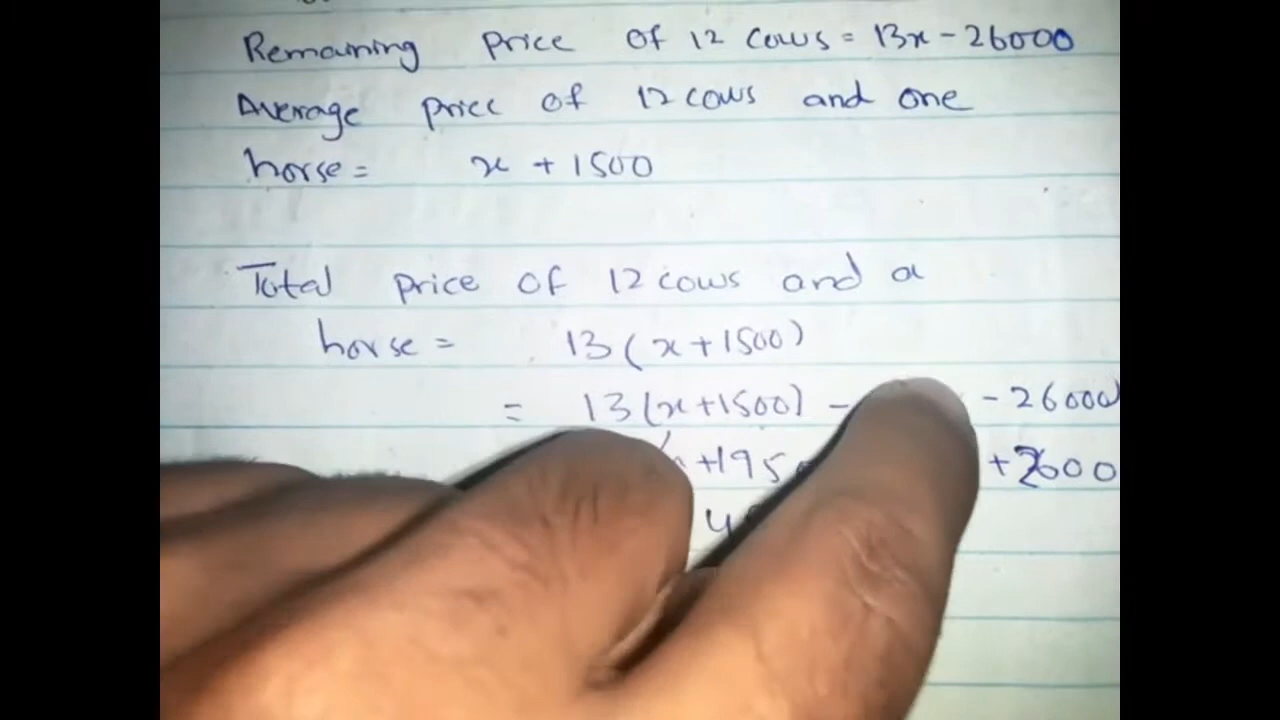 Remaining price of 12 cows = 13x - 26000
Average price of 12 cows and one
horse = x + 1500
Total price of 12 cows and a
horse = 13(x+1500)
= 13(x+1500) - - 26000)
+195 +2600